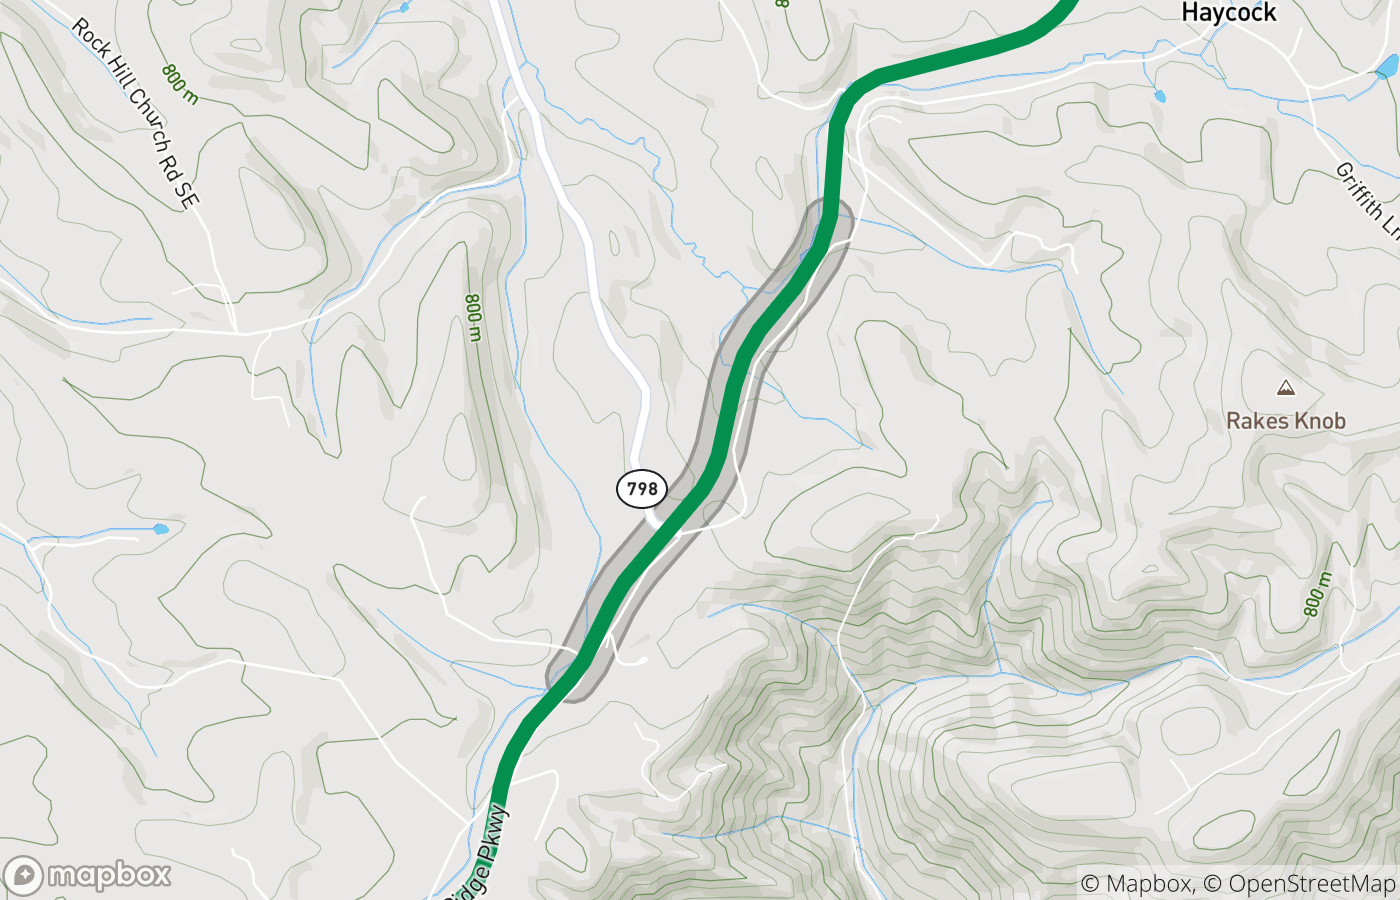 Haycock
Rock Hill Church Rd SE
800 m
8
Griffith Ln
800 m
Rakes Knob
798
800 m
Ridge Pkwy
mapbox
© Mapbox, © OpenStreetMap